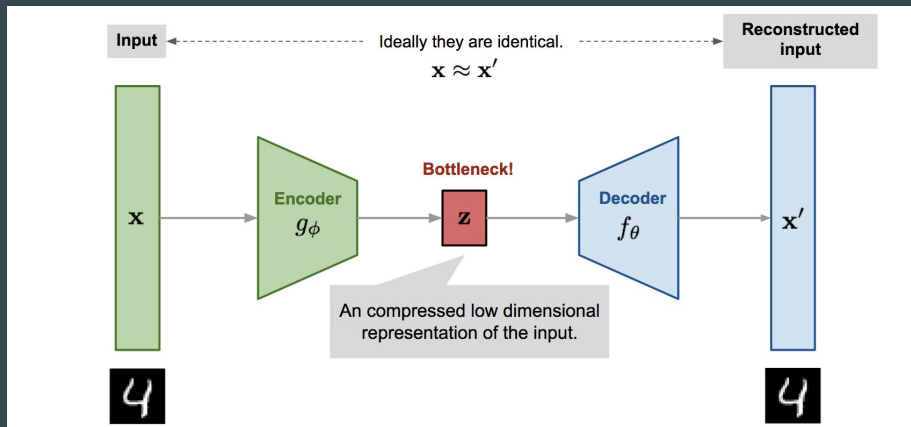 Input
Ideally they are identical.
x ≈ x′
Reconstructed
input
Bottleneck!
x
Encoder
gϕ
z
Decoder
fθ
x′
An compressed low dimensional
representation of the input.
4
4